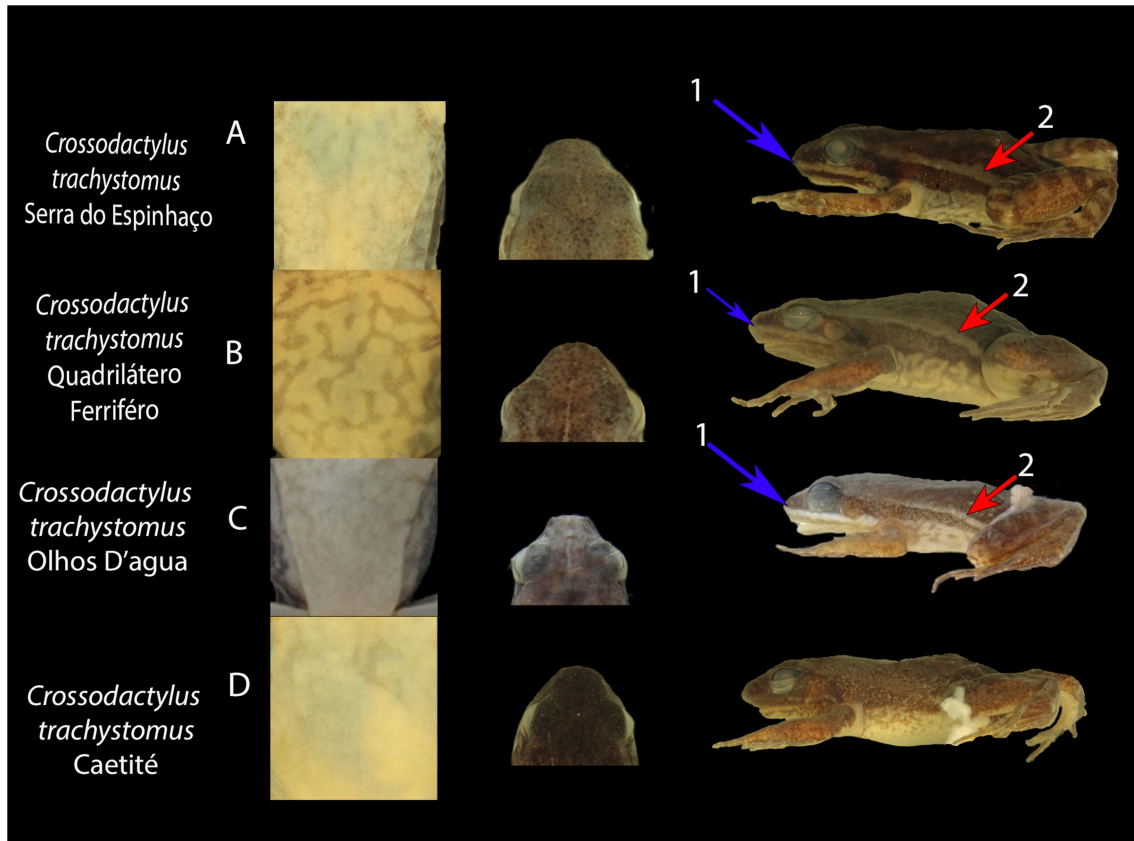 Crossodactylus
trachystomus
Serra do Espinhaço
A
1
2
Crossodactylus
trachystomus
Quadrilátero
Ferriféro
B
1
2
Crossodactylus
trachystomus
Olhos D'agua
C
1
2
Crossodactylus
trachystomus
Caetité
D